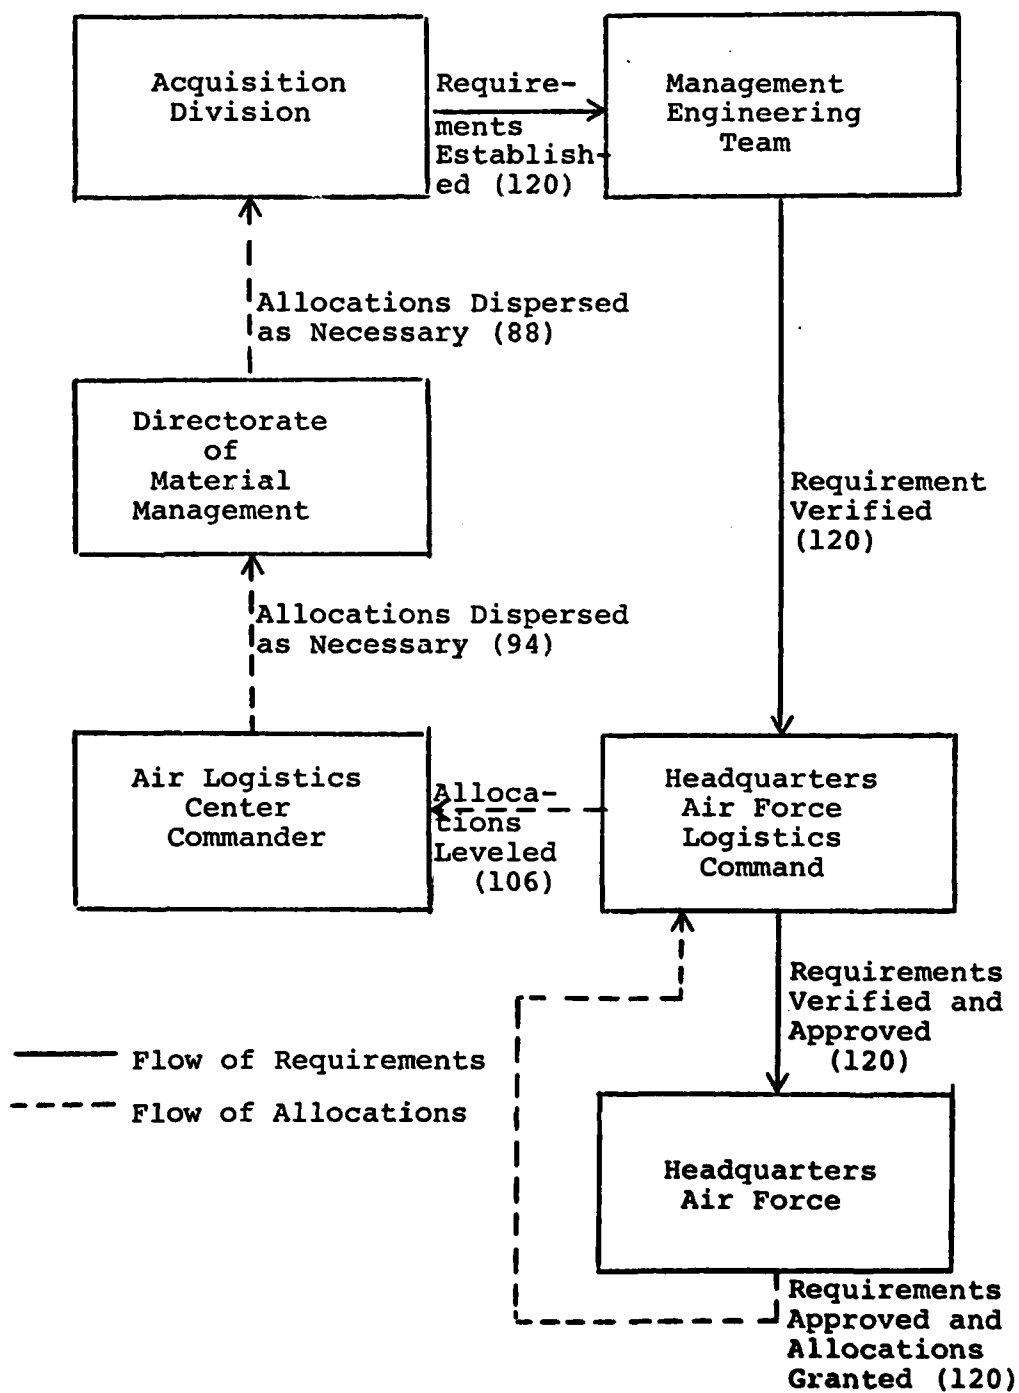 Acquisition
Division
Require-
ments
Establish-
ed (120)
Management
Engineering
Team
Allocations Dispersed
as Necessary (88)
Directorate
of
Material
Management
Requirement
Verified
(120)
Allocations Dispersed
as Necessary (94)
Air Logistics
Center
Commander
Alloca-
tions
Leveled
(106)
Headquarters
Air Force
Logistics
Command
Requirements
Verified and
Approved
(120)
Flow of Requirements
Flow of Allocations
Headquarters
Air Force
Requirements
Approved and
Allocations
Granted (120)